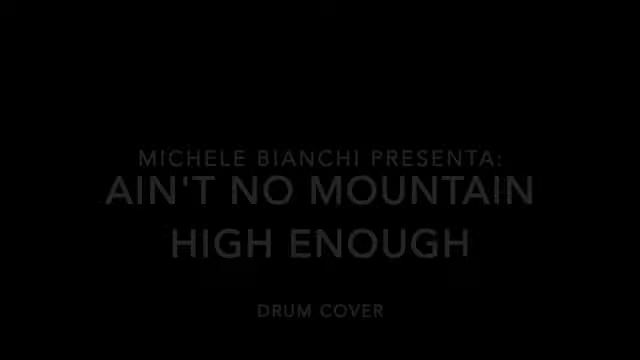 MICHELE BIANCHI PRESENTA:
AIN'T NO MOUNTAIN
HIGH ENOUGH
DRUM COVER